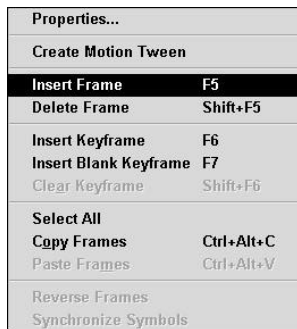 Properties...
Create Motion Tween
Insert Frame F5
Delete Frame Shift+F5
Insert Keyframe F6
Insert Blank Keyframe F7
Clear Keyframe Shift+F6
Select All
Copy Frames Ctrl+Alt+C
Paste Frames Ctrl+Alt+V
Reverse Frames
Synchronize Symbols